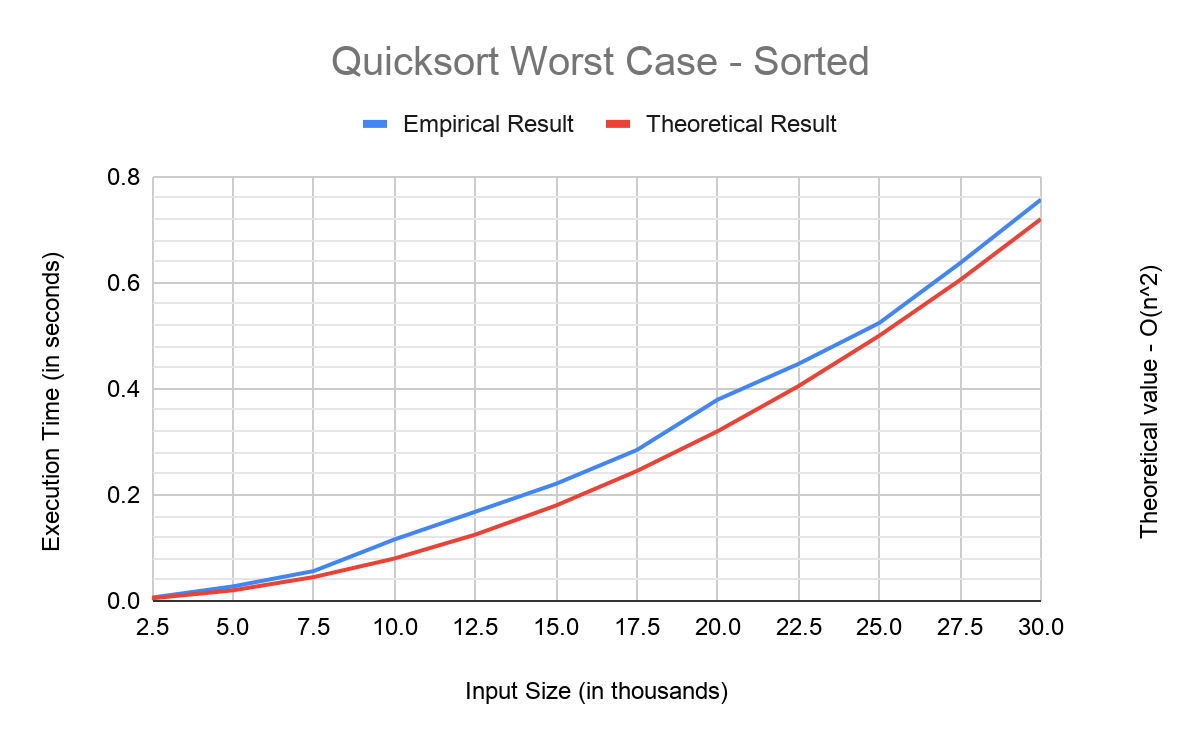 Quicksort Worst Case - Sorted
Empirical Result
Theoretical Result
Execution Time (in seconds)
0.8
0.6
0.4
0.2
0.0
2.5 5.0 7.5 10.0 12.5 15.0 17.5 20.0 22.5 25.0 27.5 30.0
Input Size (in thousands)
Theoretical value - O(n^2)